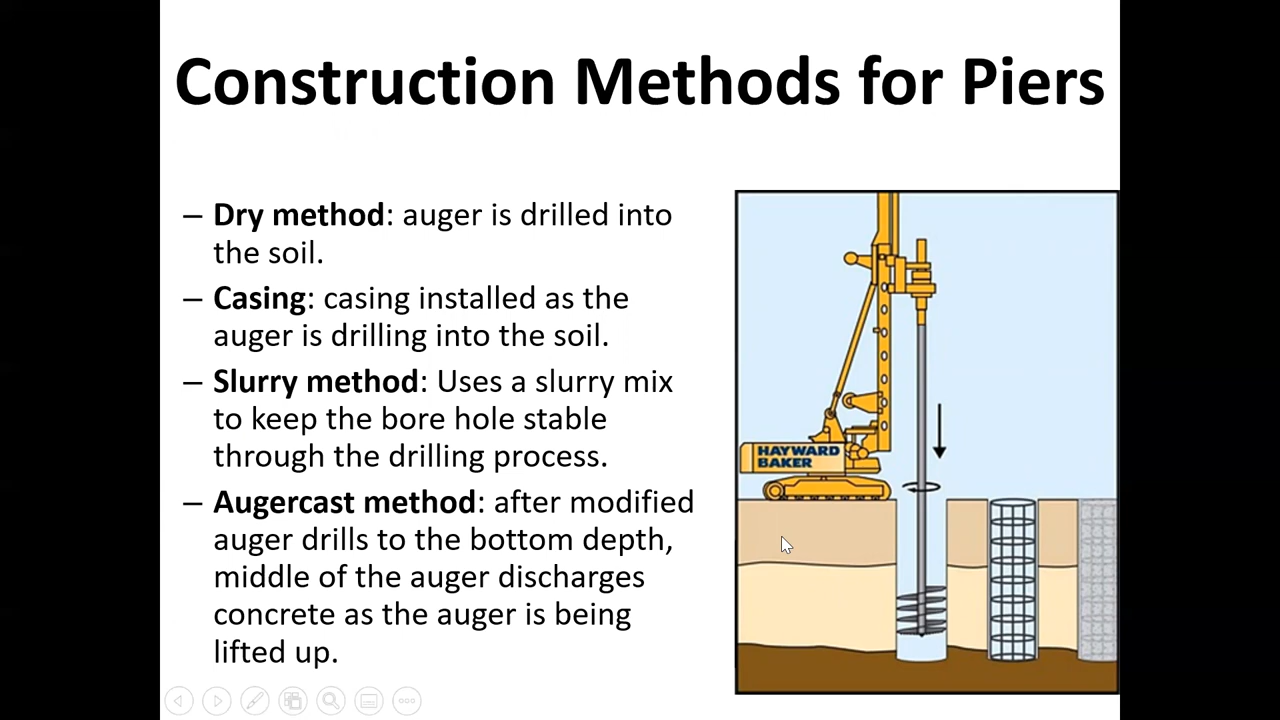 Construction Methods for Piers
– Dry method: auger is drilled into
the soil.
– Casing: casing installed as the
auger is drilling into the soil.
– Slurry method: Uses a slurry mix
to keep the bore hole stable
through the drilling process.
– Augercast method: after modified
auger drills to the bottom depth,
middle of the auger discharges
concrete as the auger is being
lifted up.
HAYWARD
BAKER